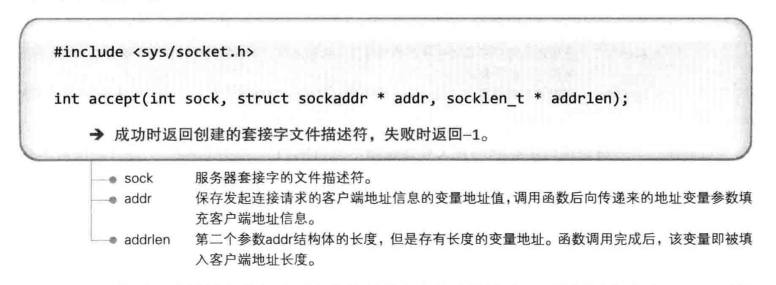 #include <sys/socket.h>
int accept(int sock, struct sockaddr * addr, socklen_t * addrlen);
→ 成功时返回创建的套接字文件描述符，失败时返回–1。
sock 服务器套接字的文件描述符。
addr 保存发起连接请求的客户端地址信息的变量地址值，调用函数后向传递来的地址变量参数填
充客户端地址信息。
addrlen 第二个参数addr结构体的长度，但是存有长度的变量地址。函数调用完成后，该变量即被填
入客户端地址长度。